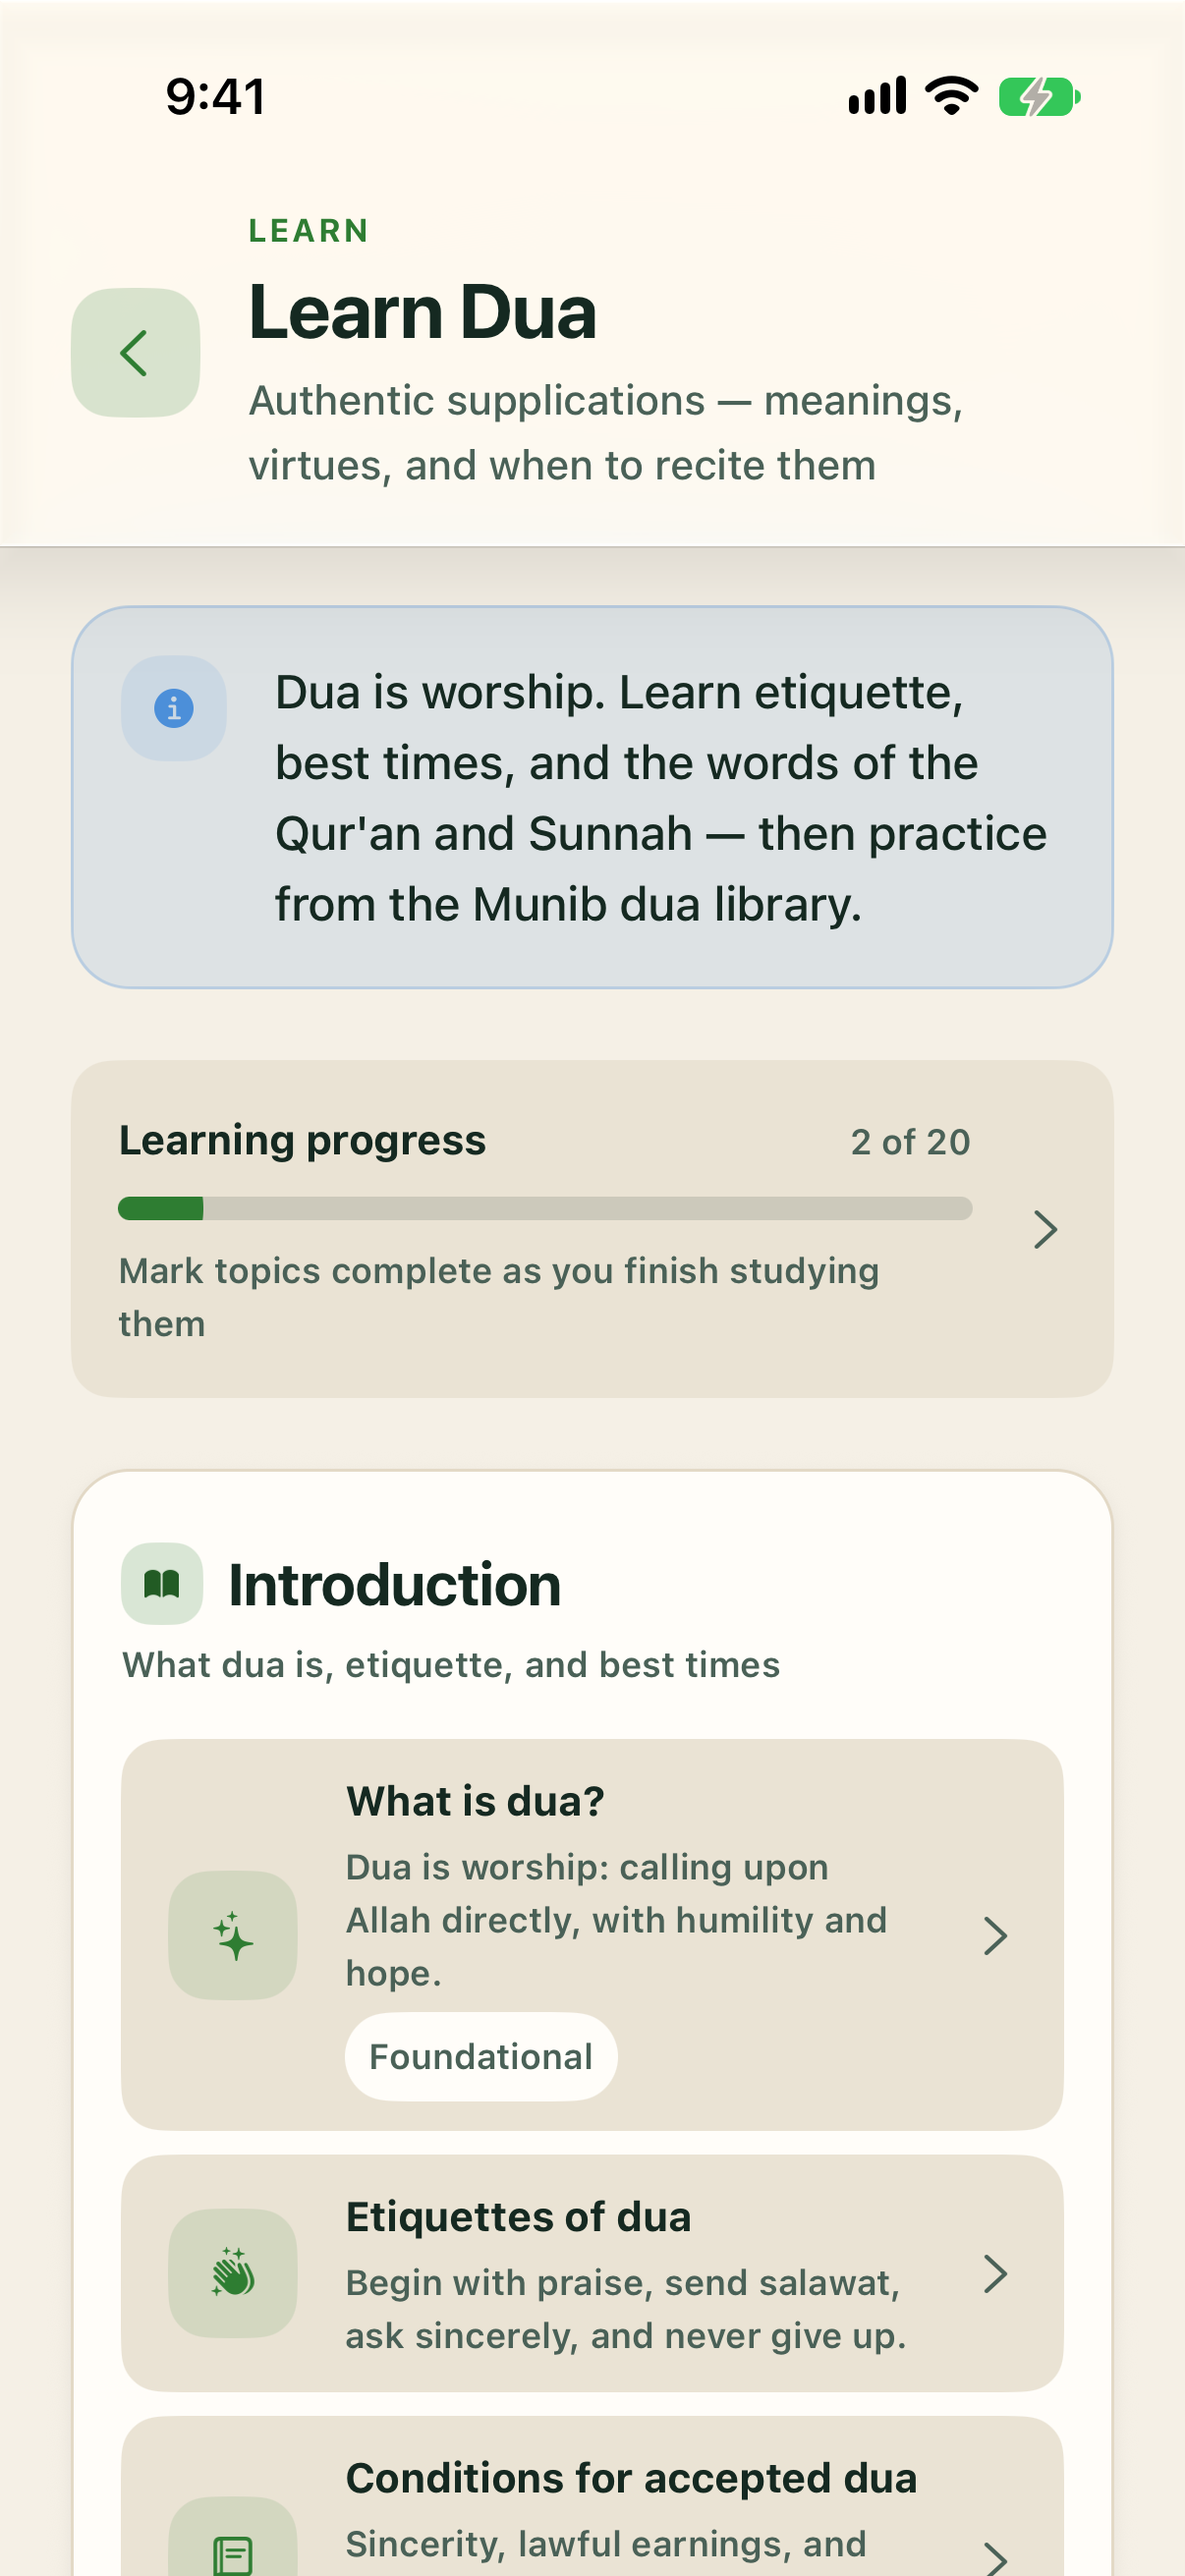 9:41
LEARN
Learn Dua
Authentic supplications — meanings,
virtues, and when to recite them
Dua is worship. Learn etiquette,
best times, and the words of the
Qur'an and Sunnah — then practice
from the Munib dua library.
Learning progress
2 of 20
Mark topics complete as you finish studying
them
Introduction
What dua is, etiquette, and best times
What is dua?
Dua is worship: calling upon
Allah directly, with humility and
hope.
Foundational
Etiquettes of dua
Begin with praise, send salawat,
ask sincerely, and never give up.
Conditions for accepted dua
Sincerity, lawful earnings, and